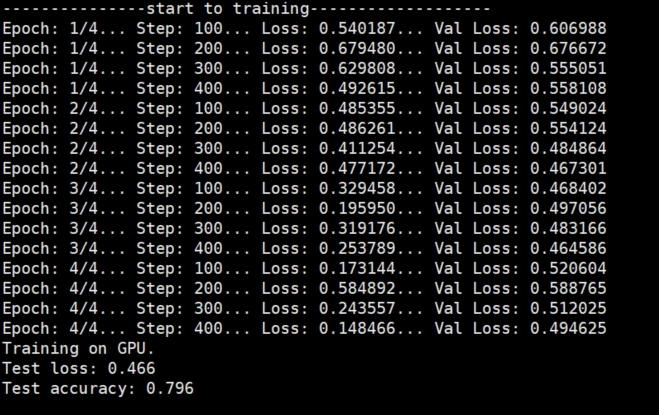 ---------------start to training-------------------
Epoch: 1/4... Step: 100... Loss: 0.540187... Val Loss: 0.606988
Epoch: 1/4... Step: 200... Loss: 0.679480... Val Loss: 0.676672
Epoch: 1/4... Step: 300... Loss: 0.629808... Val Loss: 0.555051
Epoch: 1/4... Step: 400... Loss: 0.492615... Val Loss: 0.558108
Epoch: 2/4... Step: 100... Loss: 0.485355... Val Loss: 0.549024
Epoch: 2/4... Step: 200... Loss: 0.486261... Val Loss: 0.554124
Epoch: 2/4... Step: 300... Loss: 0.411254... Val Loss: 0.484864
Epoch: 2/4... Step: 400... Loss: 0.477172... Val Loss: 0.467301
Epoch: 3/4... Step: 100... Loss: 0.329458... Val Loss: 0.468402
Epoch: 3/4... Step: 200... Loss: 0.195950... Val Loss: 0.497056
Epoch: 3/4... Step: 300... Loss: 0.319176... Val Loss: 0.483166
Epoch: 3/4... Step: 400... Loss: 0.253789... Val Loss: 0.464586
Epoch: 4/4... Step: 100... Loss: 0.173144... Val Loss: 0.520604
Epoch: 4/4... Step: 200... Loss: 0.584892... Val Loss: 0.588765
Epoch: 4/4... Step: 300... Loss: 0.243557... Val Loss: 0.512025
Epoch: 4/4... Step: 400... Loss: 0.148466... Val Loss: 0.494625
Training on GPU.
Test loss: 0.466
Test accuracy: 0.796